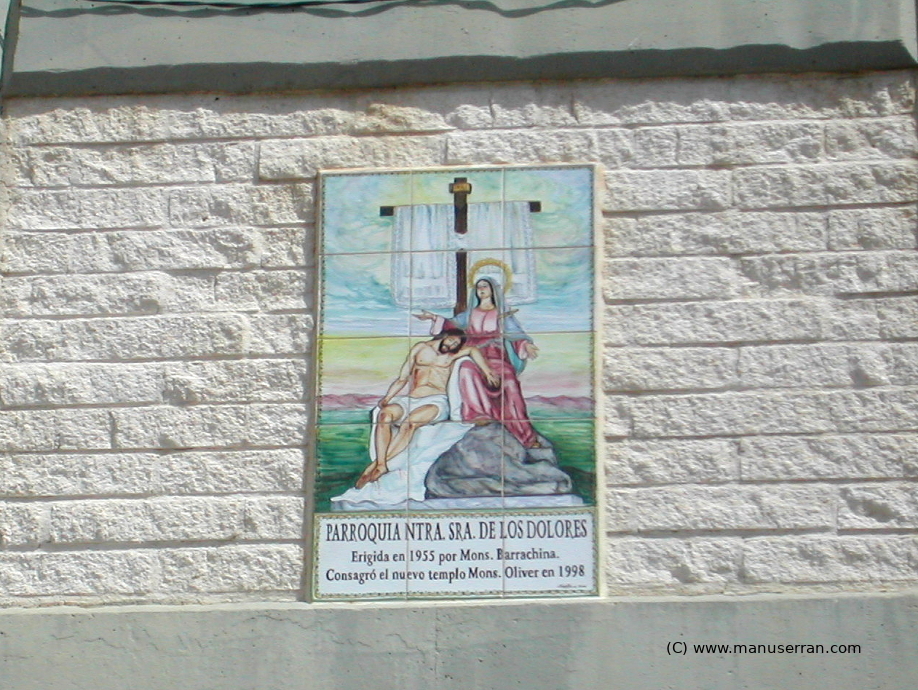 PARROQUIA NTRA. SRA. DE LOS DOLORES
Erigida en 1955 por Mons. Barrachina.
Consagró el nuevo templo Mons. Oliver en 1998
(C) www.manuserran.com